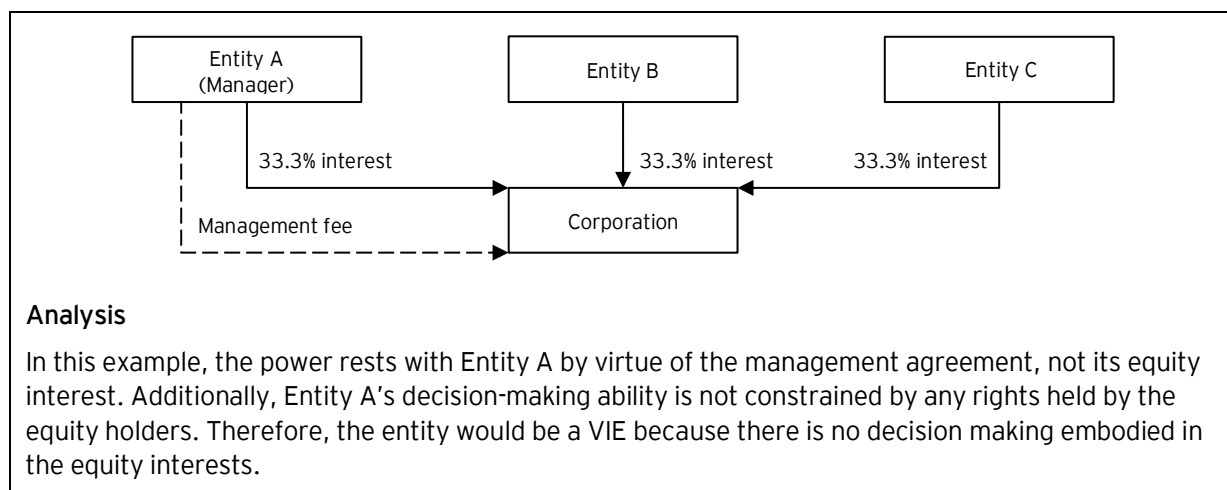 Entity A
(Manager)
Entity B
Entity C
33.3% interest
33.3% interest
33.3% interest
Management fee
Corporation
Analysis
In this example, the power rests with Entity A by virtue of the management agreement, not its equity
interest. Additionally, Entity A's decision-making ability is not constrained by any rights held by the
equity holders. Therefore, the entity would be a VIE because there is no decision making embodied in
the equity interests.